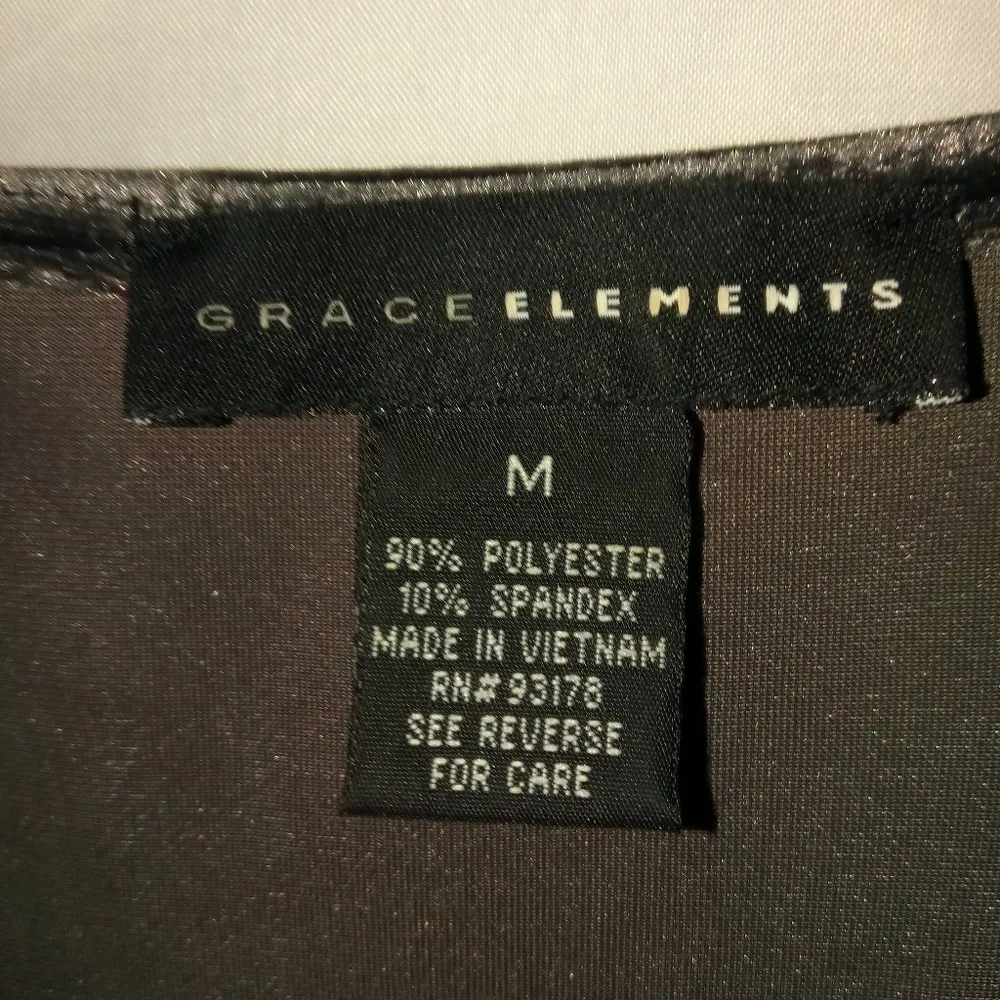 GRACEELEMENTS
M
90% POLYESTER
10% SPANDEX
MADE IN VIETNAM
RN# 93178
SEE REVERSE
FOR CARE